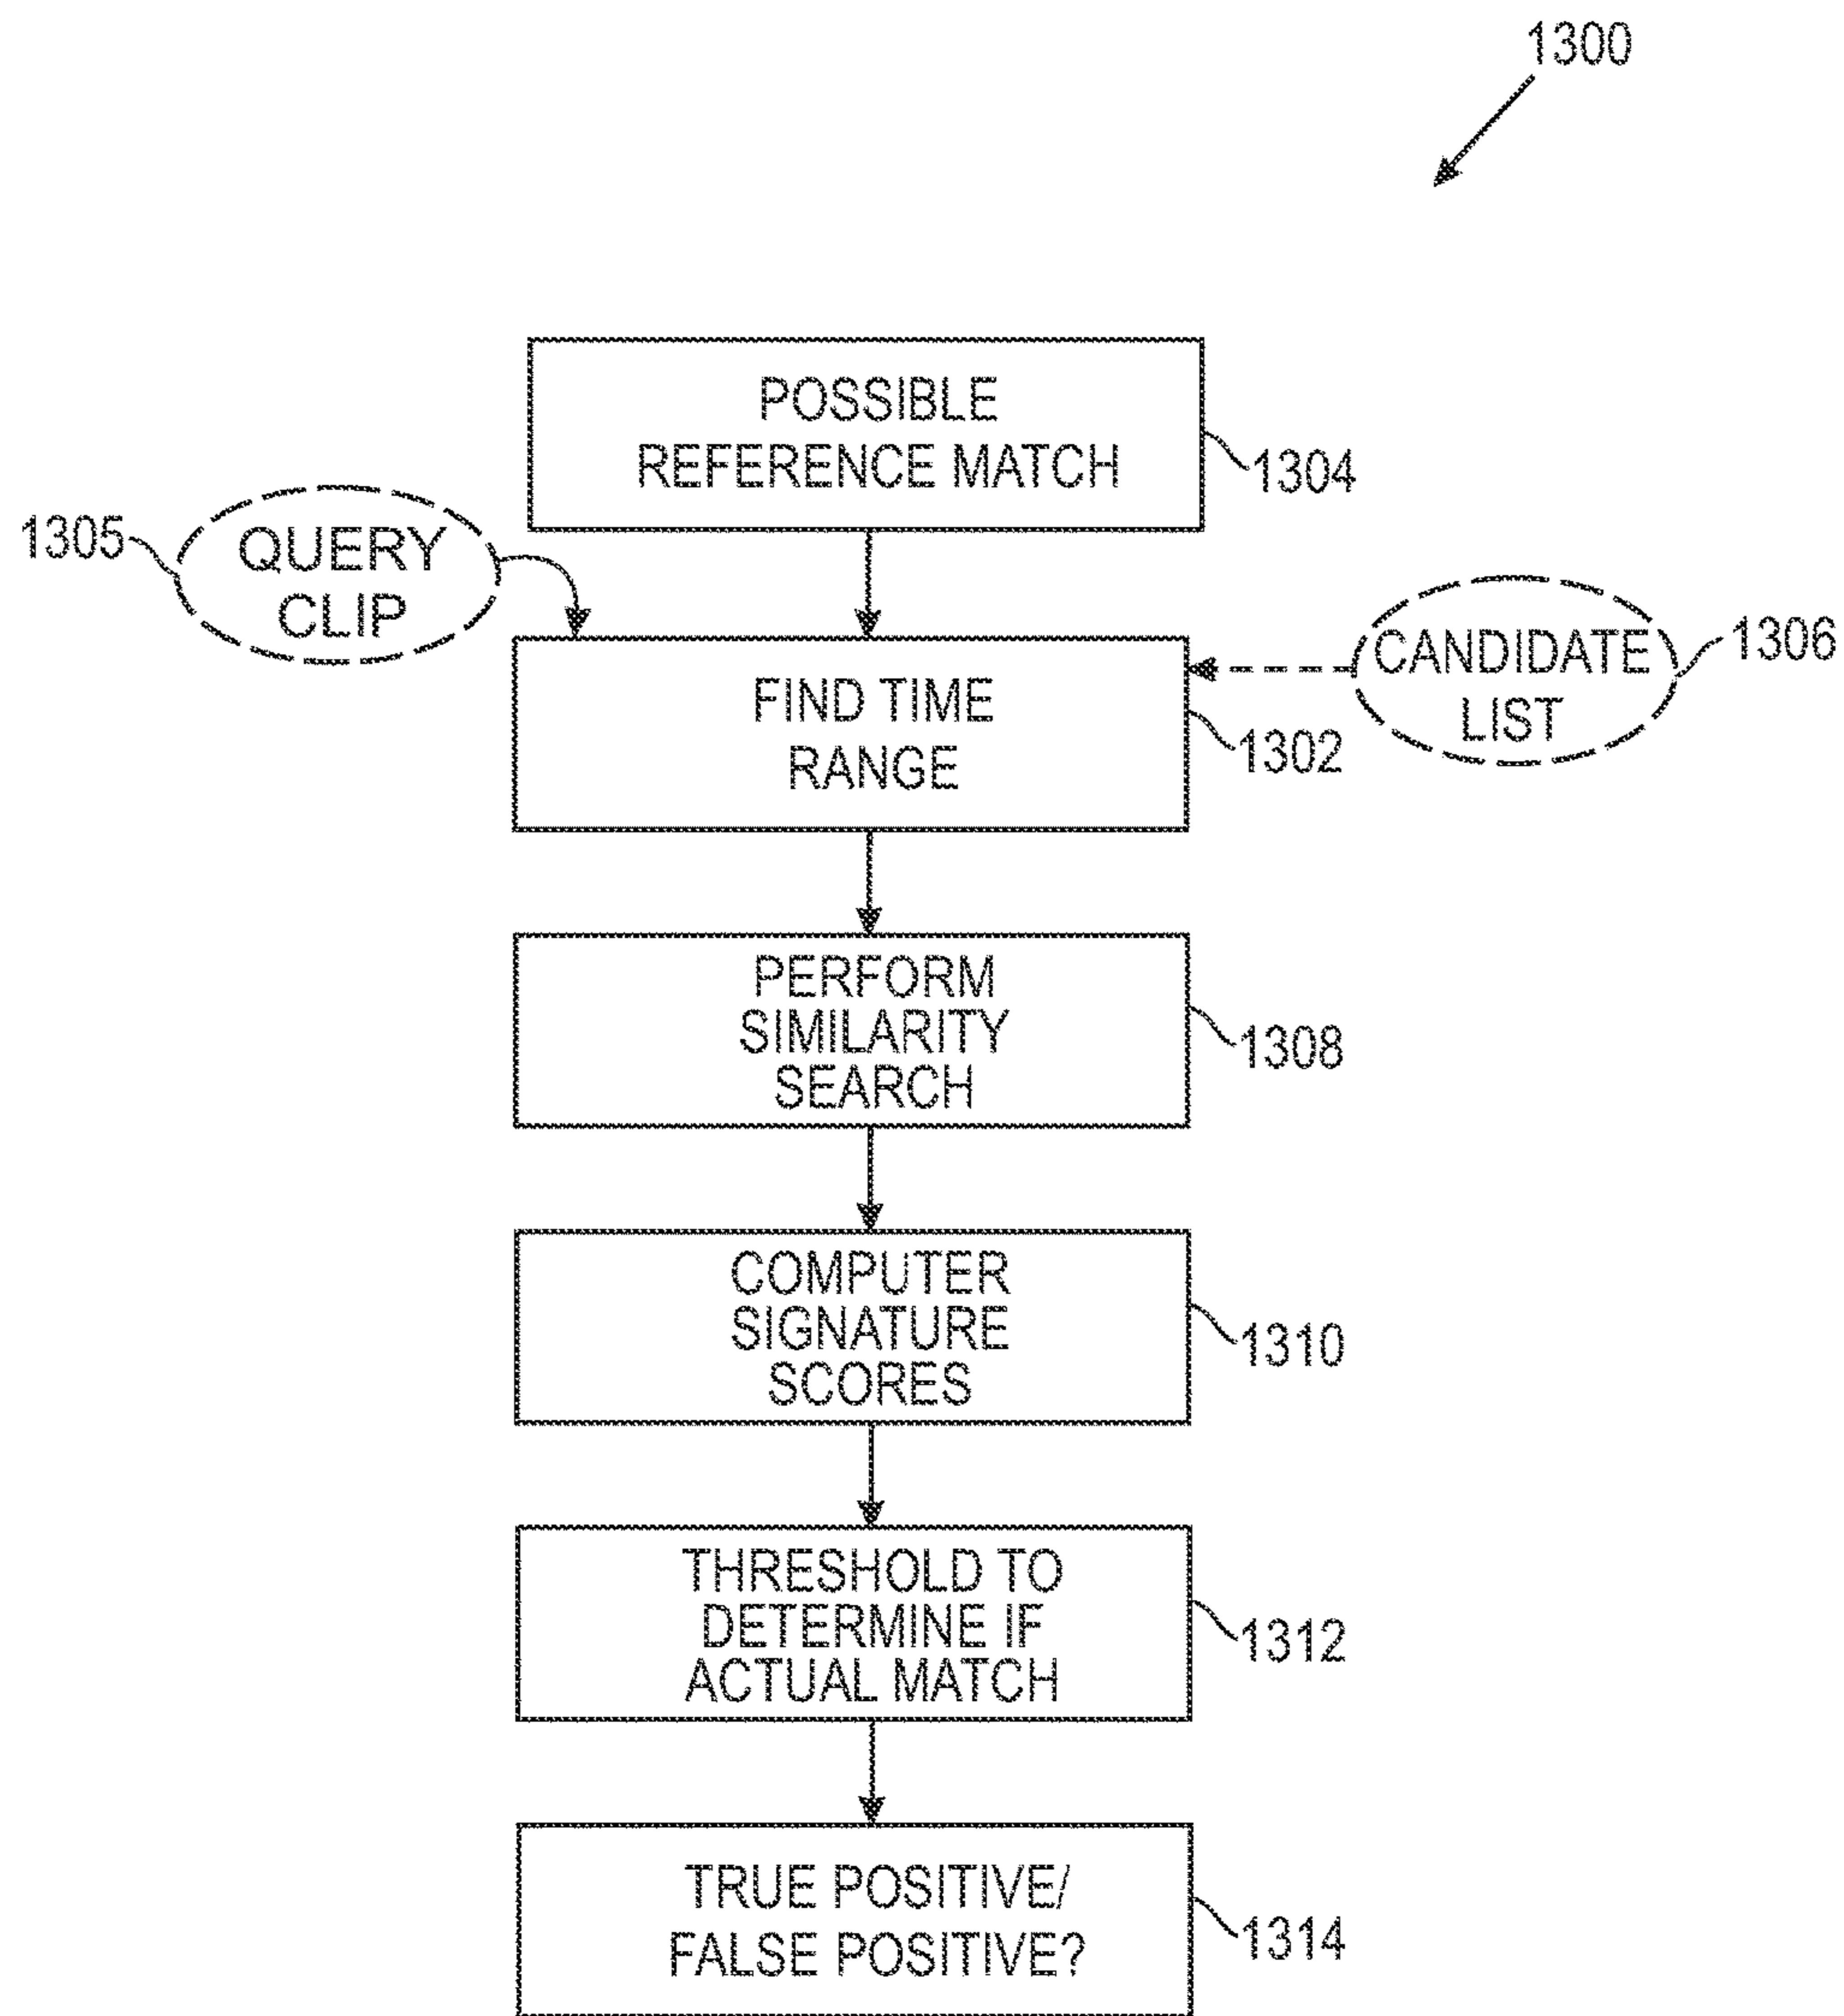 1300
POSSIBLE
REFERENCE MATCH
1304
1305
QUERY
CLIP
CANDIDATE
LIST
1306
FIND TIME
RANGE
1302
PERFORM
SIMILARITY
SEARCH
1308
COMPUTER
SIGNATURE
SCORES
1310
THRESHOLD TO
DETERMINE IF
ACTUAL MATCH
1312
TRUE POSITIVE/
FALSE POSITIVE?
1314